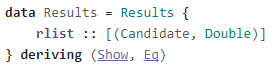 data Results = Results {
    rlist :: [(Candidate, Double)]
} deriving (Show, Eq)